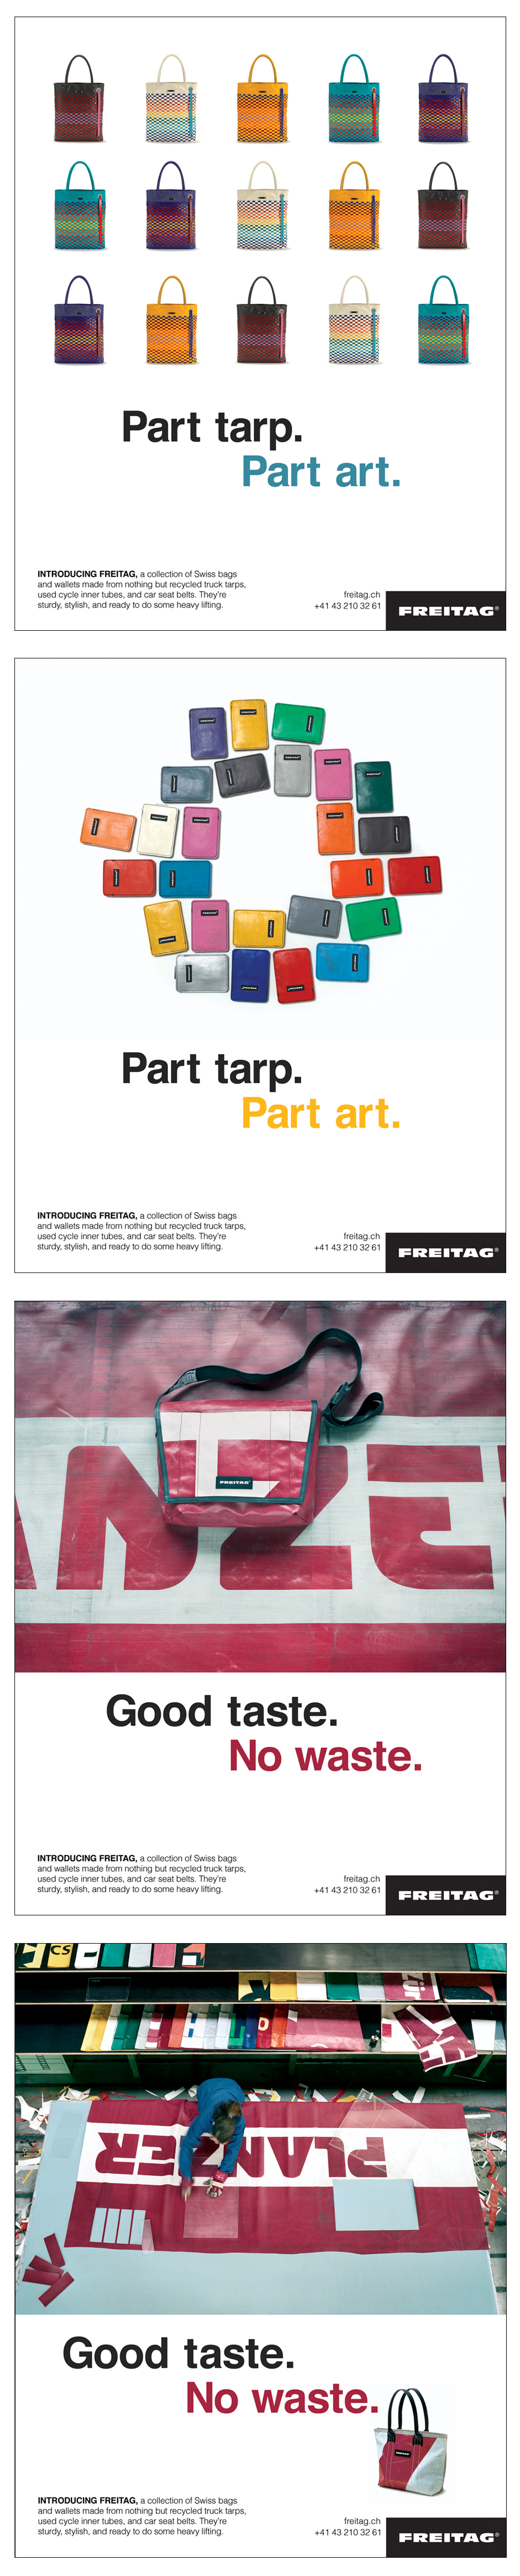 Part tarp.
Part art.
INTRODUCING FREITAG, a collection of Swiss bags
and wallets made from nothing but recycled truck tarps,
used cycle inner tubes, and car seat belts. They're
sturdy, stylish, and ready to do some heavy lifting.
freitag.ch
+41 43 210 32 61
FREITAG®
Part tarp.
Part art.
INTRODUCING FREITAG, a collection of Swiss bags
and wallets made from nothing but recycled truck tarps,
used cycle inner tubes, and car seat belts. They're
sturdy, stylish, and ready to do some heavy lifting.
freitag.ch
+41 43 210 32 61
FREITAG®
FREITAG
Good taste.
No waste.
INTRODUCING FREITAG, a collection of Swiss bags
and wallets made from nothing but recycled truck tarps,
used cycle inner tubes, and car seat belts. They're
sturdy, stylish, and ready to do some heavy lifting.
freitag.ch
+41 43 210 32 61
FREITAG®
CS
PLANZER
Good taste.
No waste.
INTRODUCING FREITAG, a collection of Swiss bags
and wallets made from nothing but recycled truck tarps,
used cycle inner tubes, and car seat belts. They're
sturdy, stylish, and ready to do some heavy lifting.
freitag.ch
+41 43 210 32 61
FREITAG®